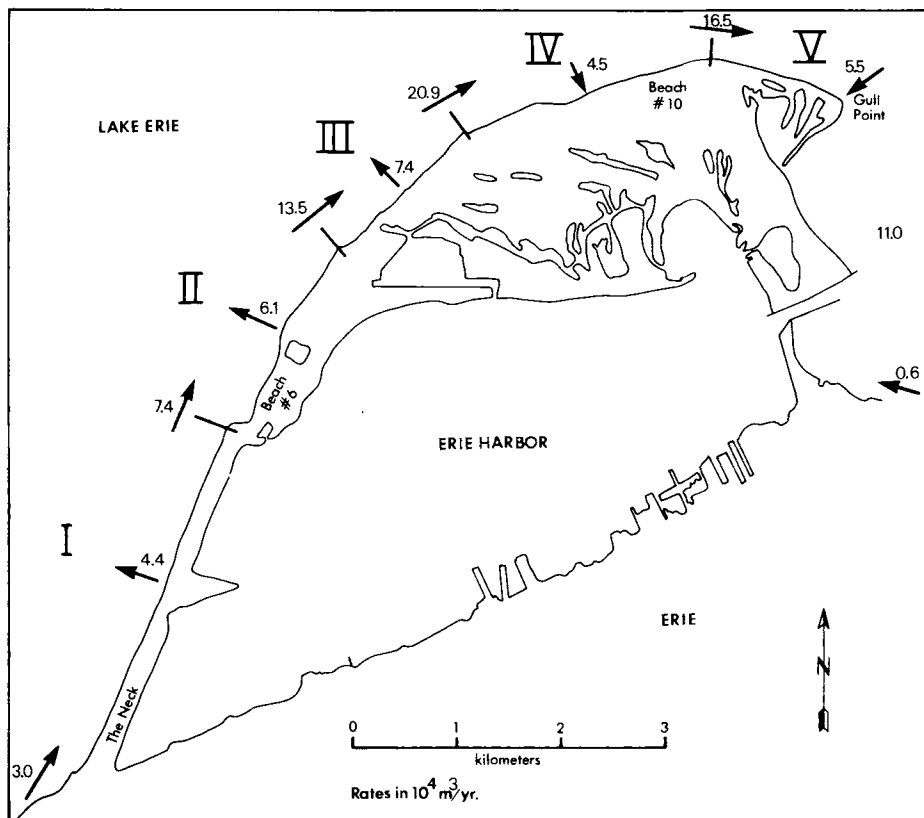 16.5
IV
V
4.5
5.5
20.9
Beach
#10
Gull
Point
LAKE ERIE
III
7.4
13.5
11.0
II
6.1
Beach
#6
7.4
0.6
ERIE HARBOR
I
4.4
ERIE
N
The Neck
0 1 2 3
kilometers
3.0
Rates in 10⁴ m³/yr.